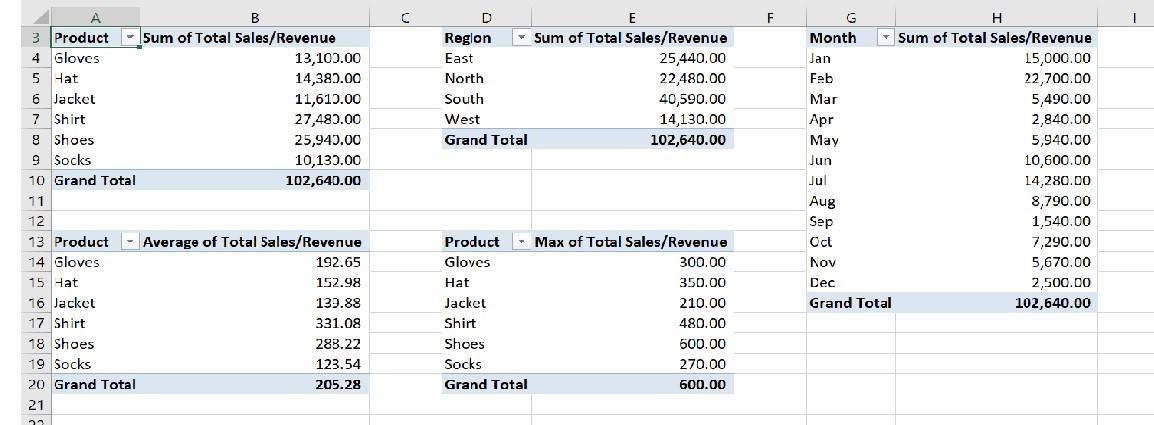 A B C D E F G H I
3 Product Sum of Total Sales/Revenue Region Sum of Total Sales/Revenue Month Sum of Total Sales/Revenue
4 Gloves 13,100.00 East 25,440.00 Jan 15,000.00
5 Hat 14,380.00 North 22,480.00 Feb 22,700.00
6 Jacket 11,610.00 South 40,590.00 Mar 5,490.00
7 Shirt 27,480.00 West 14,130.00 Apr 2,840.00
8 Shoes 25,940.00 Grand Total 102,640.00 May 5,940.00
9 Socks 10,130.00 Jun 10,600.00
10 Grand Total 102,640.00 Jul 14,280.00
11 Aug 8,790.00
12 Sep 1,540.00
13 Product Average of Total Sales/Revenue Product Max of Total Sales/Revenue Oct 7,290.00
14 Gloves 192.65 Gloves 300.00 Nov 5,670.00
15 Hat 152.98 Hat 350.00 Dec 2,500.00
16 Jacket 139.88 Jacket 210.00 Grand Total 102,640.00
17 Shirt 331.08 Shirt 480.00
18 Shoes 288.22 Shoes 600.00
19 Socks 123.54 Socks 270.00
20 Grand Total 205.28 Grand Total 600.00
21